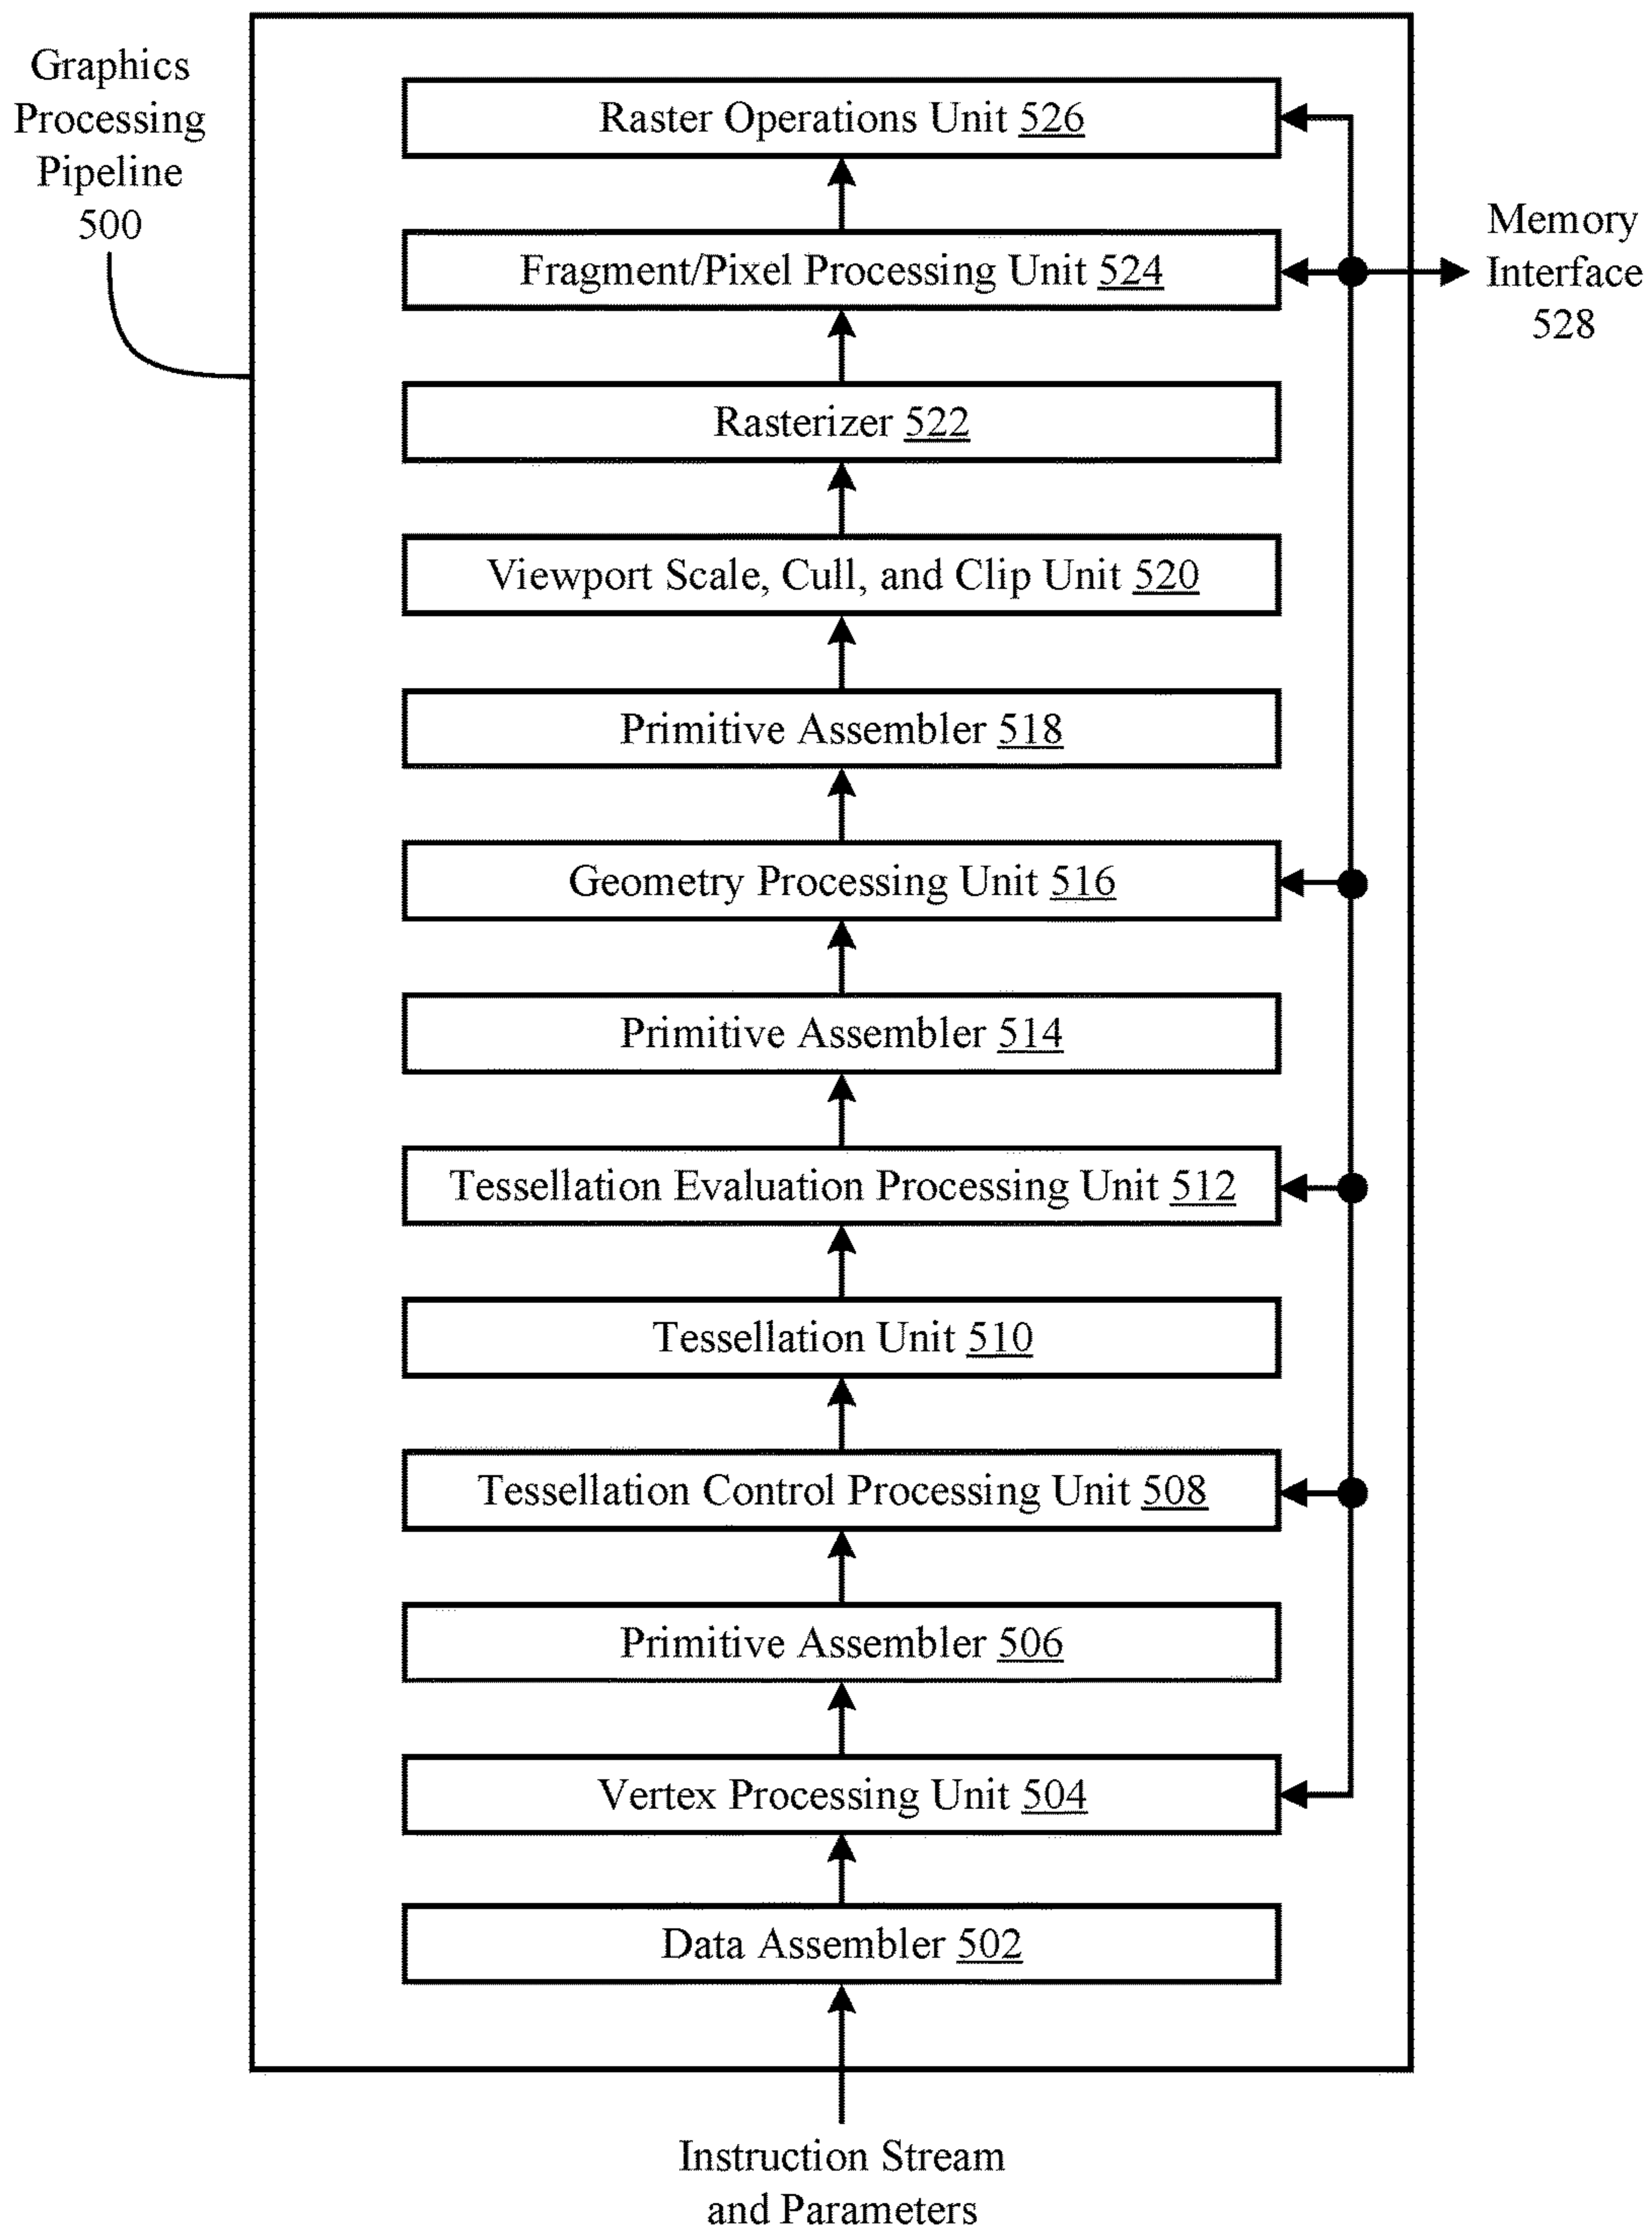 Graphics
Processing
Pipeline
500
Raster Operations Unit 526
Fragment/Pixel Processing Unit 524
Memory
Interface
528
Rasterizer 522
Viewport Scale, Cull, and Clip Unit 520
Primitive Assembler 518
Geometry Processing Unit 516
Primitive Assembler 514
Tessellation Evaluation Processing Unit 512
Tessellation Unit 510
Tessellation Control Processing Unit 508
Primitive Assembler 506
Vertex Processing Unit 504
Data Assembler 502
Instruction Stream
and Parameters